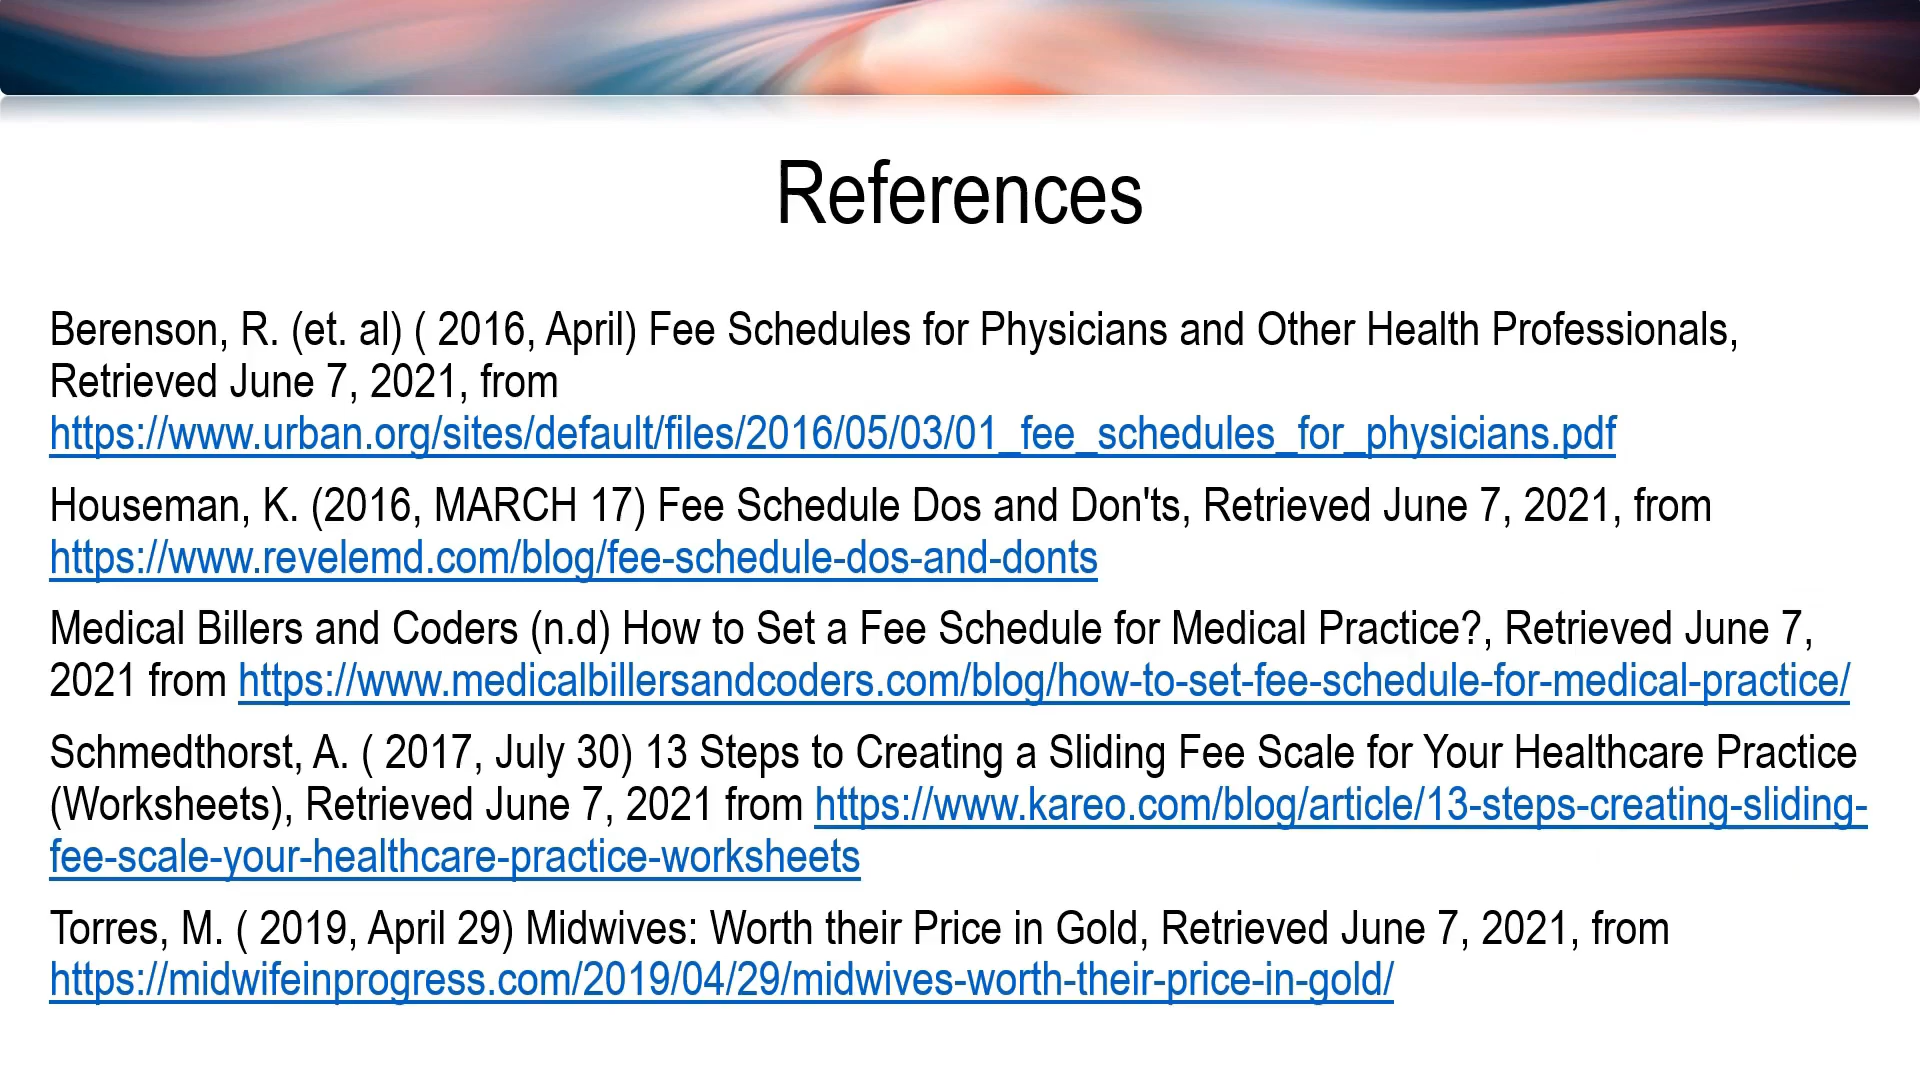 References
Berenson, R. (et. al) ( 2016, April) Fee Schedules for Physicians and Other Health Professionals,
Retrieved June 7, 2021, from
https://www.urban.org/sites/default/files/2016/05/03/01_fee_schedules_for_physicians.pdf
Houseman, K. (2016, MARCH 17) Fee Schedule Dos and Don'ts, Retrieved June 7, 2021, from
https://www.revelemd.com/blog/fee-schedule-dos-and-donts
Medical Billers and Coders (n.d) How to Set a Fee Schedule for Medical Practice?, Retrieved June 7,
2021 from https://www.medicalbillersandcoders.com/blog/how-to-set-fee-schedule-for-medical-practice/
Schmedthorst, A. ( 2017, July 30) 13 Steps to Creating a Sliding Fee Scale for Your Healthcare Practice
(Worksheets), Retrieved June 7, 2021 from https://www.kareo.com/blog/article/13-steps-creating-sliding-
fee-scale-your-healthcare-practice-worksheets
Torres, M. ( 2019, April 29) Midwives: Worth their Price in Gold, Retrieved June 7, 2021, from
https://midwifeinprogress.com/2019/04/29/midwives-worth-their-price-in-gold/